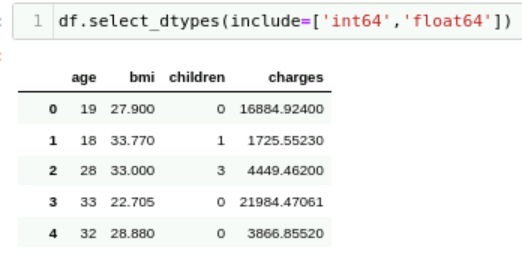 1 df.select_dtypes(include=['int64','float64'])
age bmi children charges
0 19 27.900 0 16884.92400
1 18 33.770 1 1725.55230
2 28 33.000 3 4449.46200
3 33 22.705 0 21984.47061
4 32 28.880 0 3866.85520